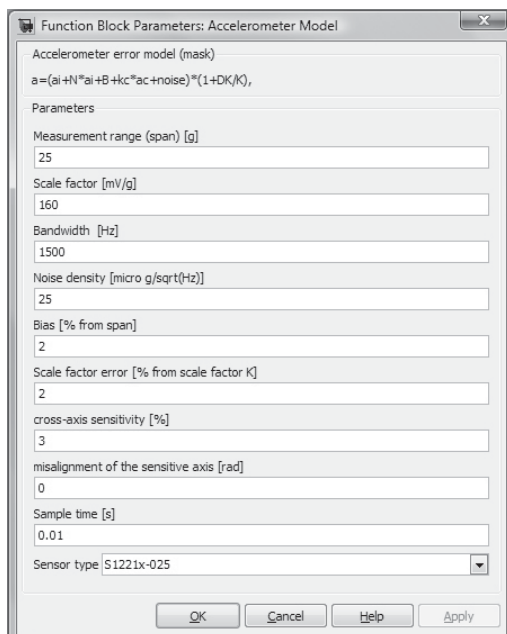 Function Block Parameters: Accelerometer Model
Accelerometer error model (mask)
a=(ai+N*ai+B+kc*ac+noise)*(1+DK/K),
Parameters
Measurement range (span) [g]
25
Scale factor [mV/g]
160
Bandwidth [Hz]
1500
Noise density [micro g/sqrt(Hz)]
25
Bias [% from span]
2
Scale factor error [% from scale factor K]
2
cross-axis sensitivity [%]
3
misalignment of the sensitive axis [rad]
0
Sample time [s]
0.01
Sensor type S1221x-025
OK Cancel Help Apply